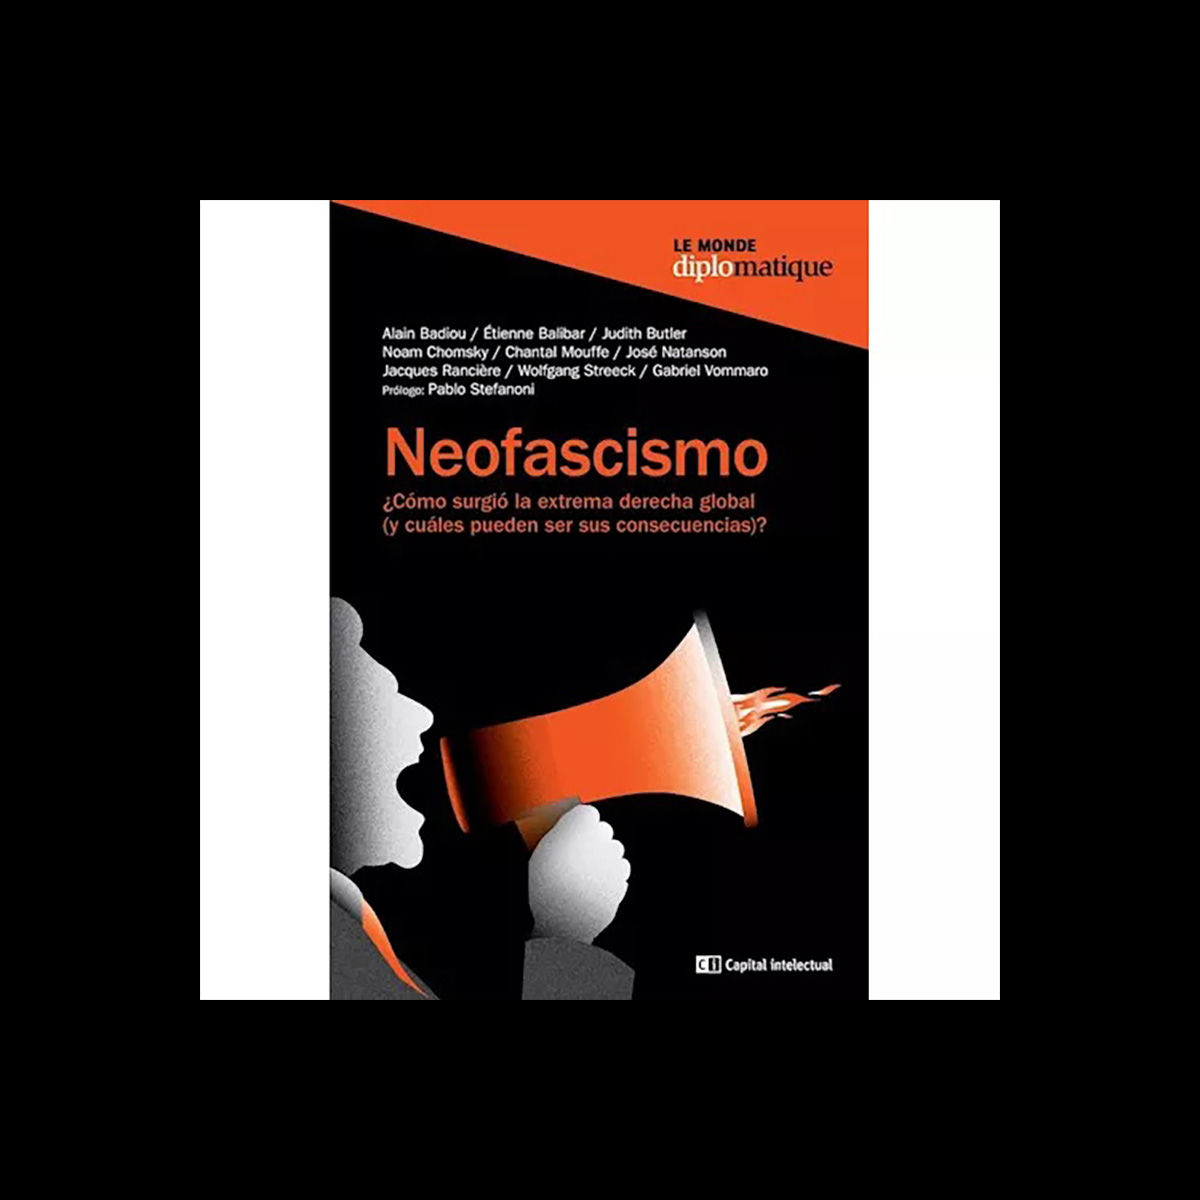 LE MONDE
diplomatique
Alain Badiou / Étienne Balibar / Judith Butler
Noam Chomsky / Chantal Mouffe / José Natanson
Jacques Rancière / Wolfgang Streeck / Gabriel Vommaro
Prólogo: Pablo Stefanoni
Neofascismo
¿Cómo surgió la extrema derecha global
(y cuáles pueden ser sus consecuencias)?
Ci Capital intelectual